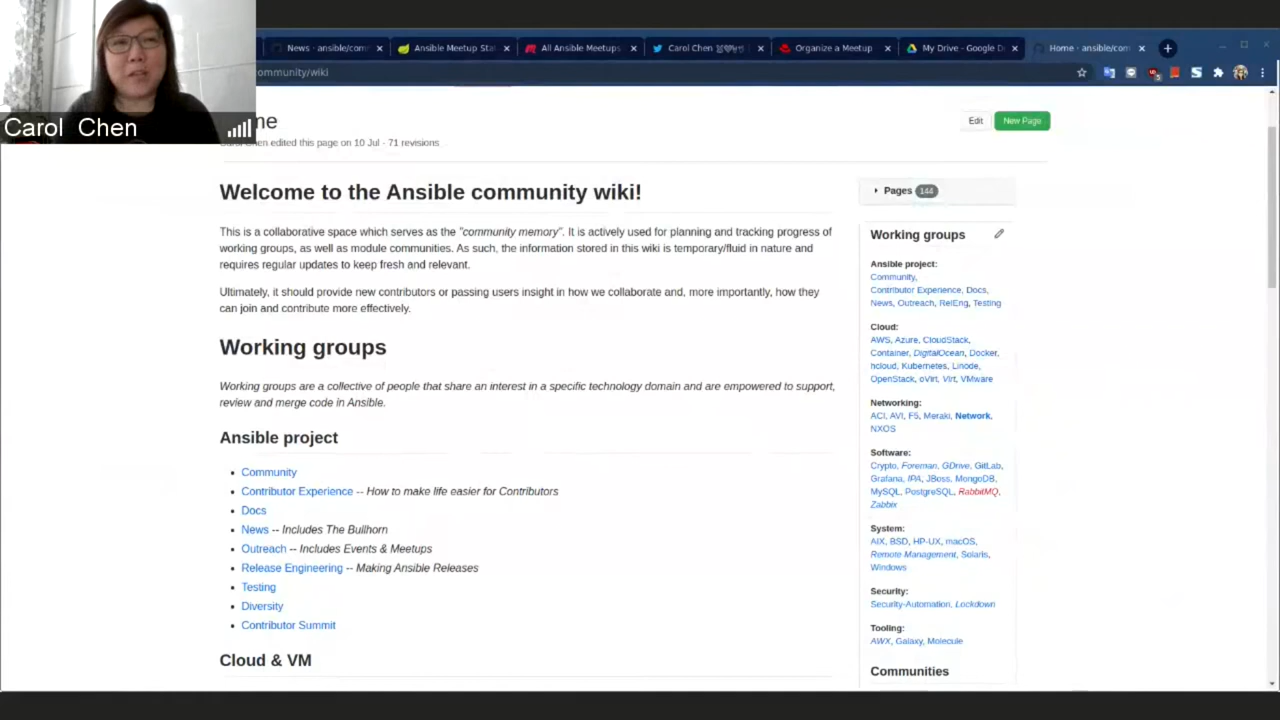 News · ansible/com
Ansible Meetup Sta
All Ansible Meetups
Carol Chen
Organize a Meetup
My Drive - Google D
Home · ansible/com
ommunity/wiki
Carol Chen
me
Edit
New Page
Carol Chen edited this page on 10 Jul · 71 revisions
Welcome to the Ansible community wiki!
This is a collaborative space which serves as the "community memory". It is actively used for planning and tracking progress of
working groups, as well as module communities. As such, the information stored in this wiki is temporary/fluid in nature and
requires regular updates to keep fresh and relevant.
Ultimately, it should provide new contributors or passing users insight in how we collaborate and, more importantly, how they
can join and contribute more effectively.
Working groups
Working groups are a collective of people that share an interest in a specific technology domain and are empowered to support,
review and merge code in Ansible.
Ansible project
Community
Contributor Experience -- How to make life easier for Contributors
Docs
News -- Includes The Bullhorn
Outreach -- Includes Events & Meetups
Release Engineering -- Making Ansible Releases
Testing
Diversity
Contributor Summit
Cloud & VM
Pages 144
Working groups
Ansible project:
Community,
Contributor Experience, Docs,
News, Outreach, RelEng, Testing
Cloud:
AWS, Azure, CloudStack,
Container, DigitalOcean, Docker,
hcloud, Kubernetes, Linode,
OpenStack, oVirt, Virt, VMware
Networking:
ACI, AVI, F5, Meraki, Network,
NXOS
Software:
Crypto, Foreman, GDrive, GitLab,
Grafana, IPA, JBoss, MongoDB,
MySQL, PostgreSQL, RabbitMQ,
Zabbix
System:
AIX, BSD, HP-UX, macOS,
Remote Management, Solaris,
Windows
Security:
Security-Automation, Lockdown
Tooling:
AWX, Galaxy, Molecule
Communities